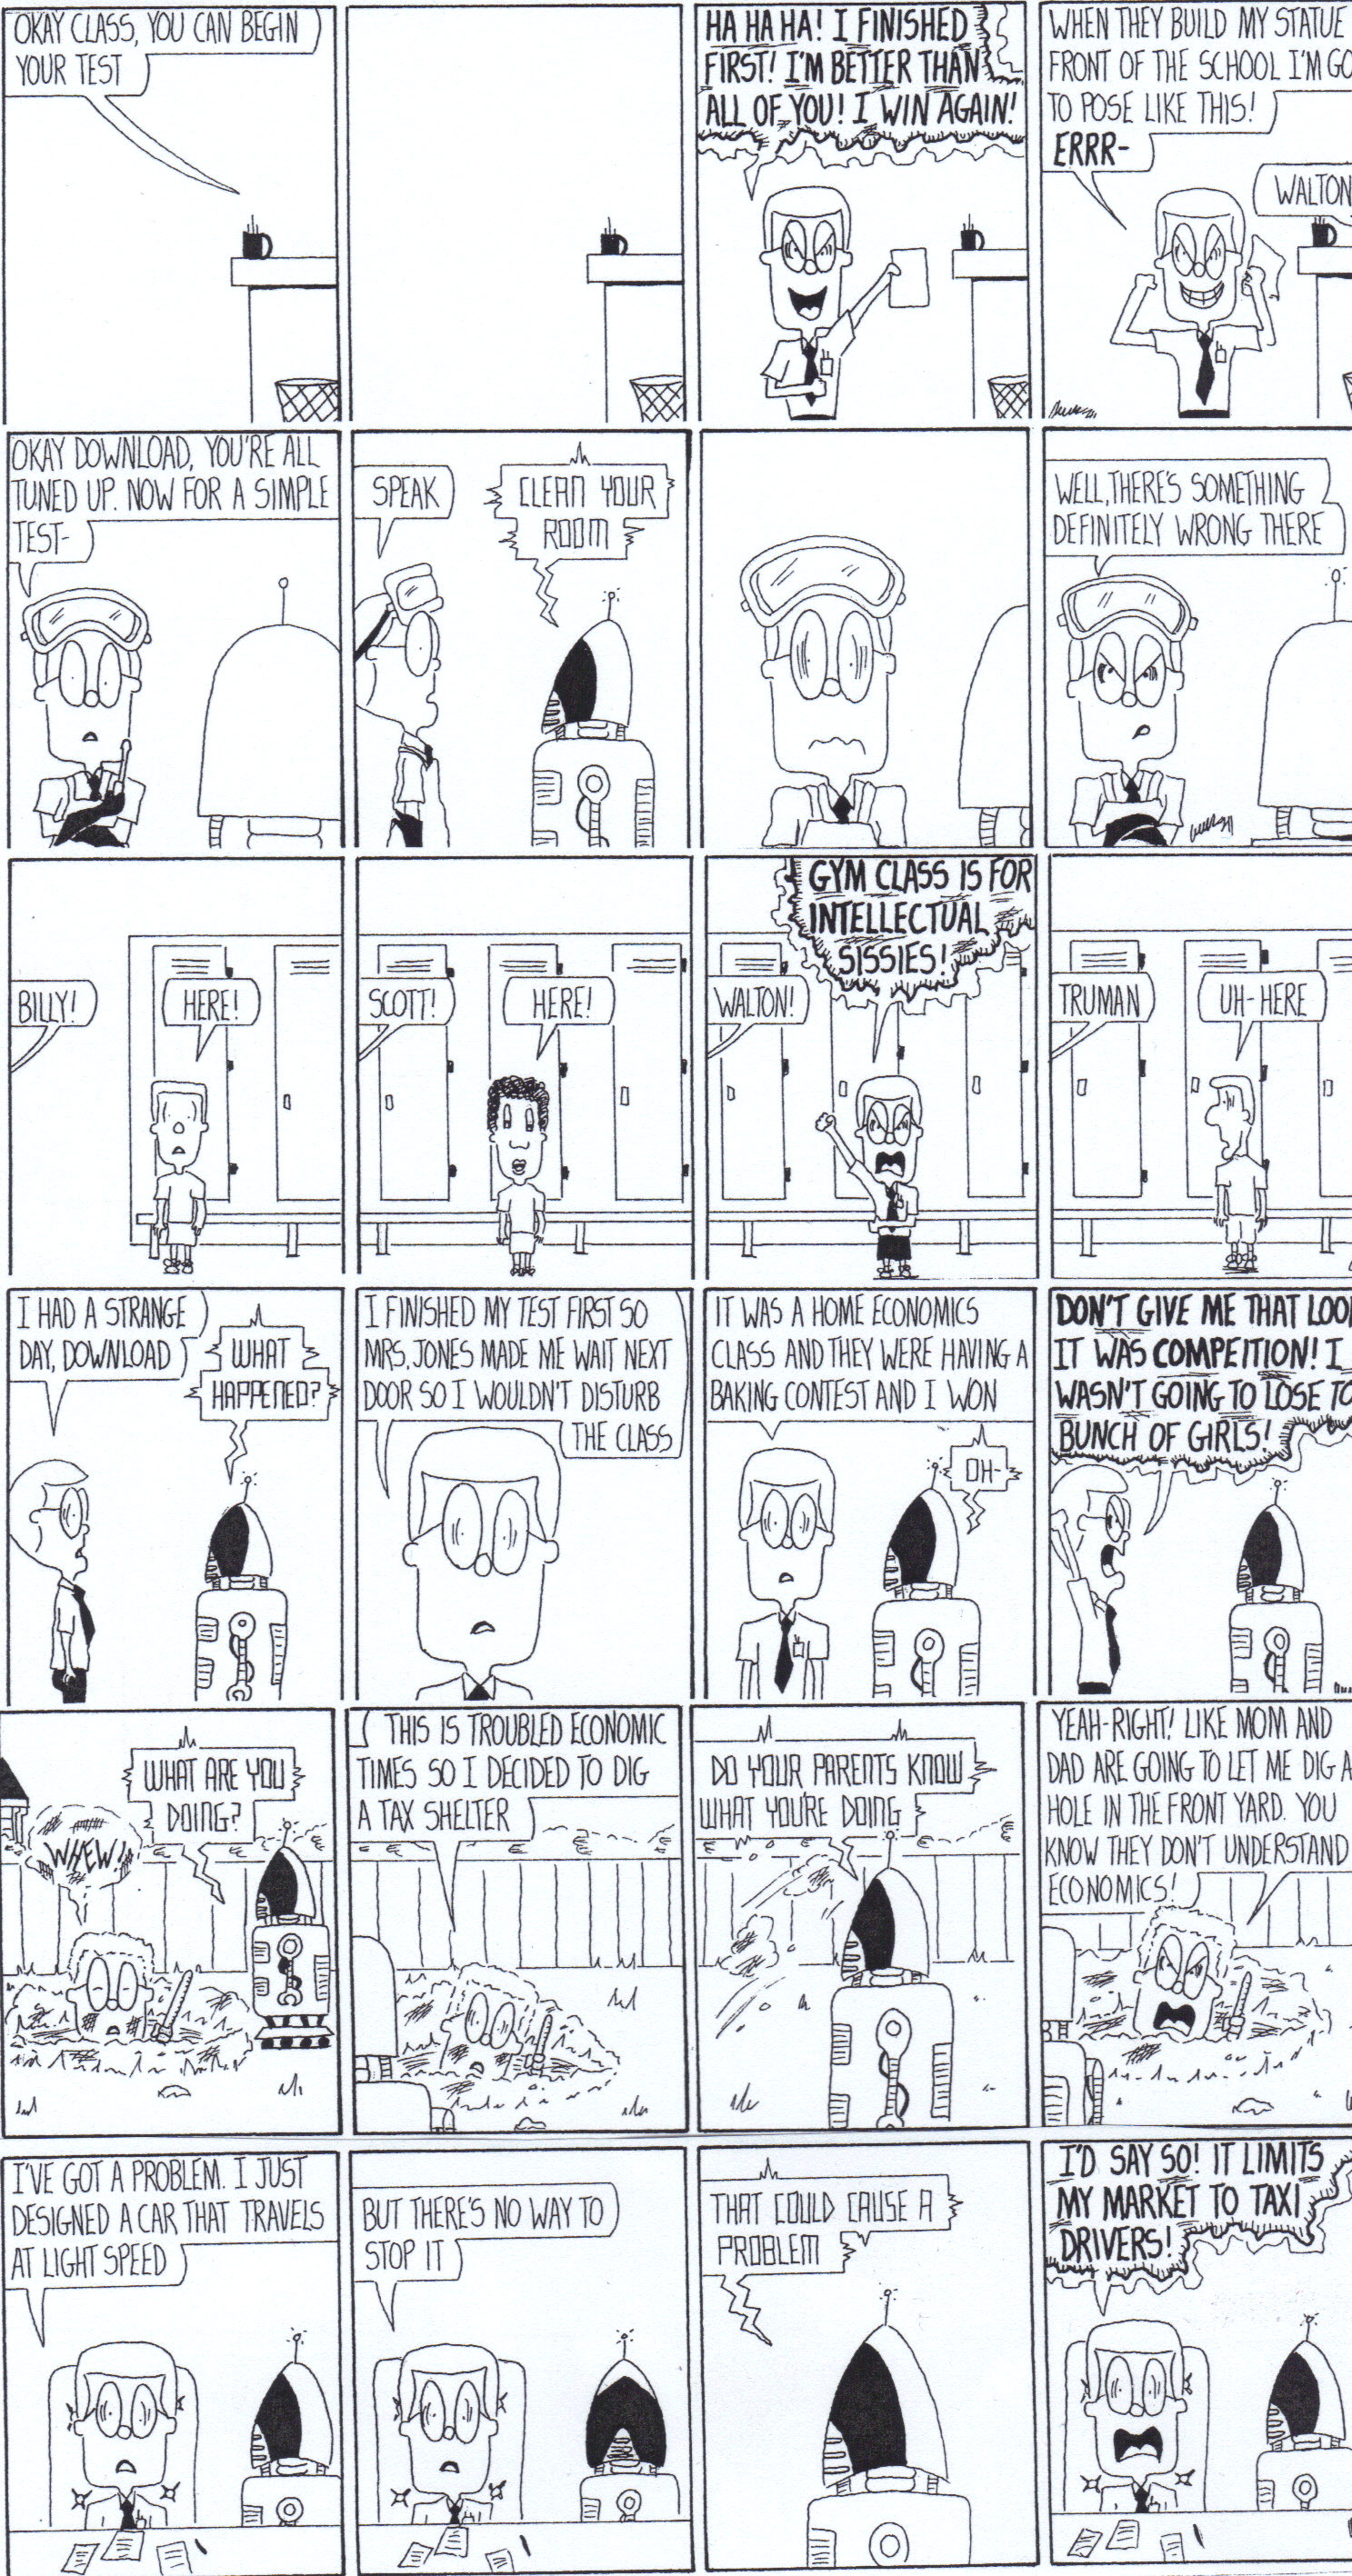 OKAY CLASS, YOU CAN BEGIN
YOUR TEST
HA HA HA! I FINISHED
FIRST! I'M BETTER THAN
ALL OF YOU! I WIN AGAIN!
WHEN THEY BUILD MY STATUE
FRONT OF THE SCHOOL I'M GO
TO POSE LIKE THIS!
ERRR-
WALTON
OKAY DOWNLOAD, YOU'RE ALL
TUNED UP. NOW FOR A SIMPLE
TEST-
SPEAK
CLEAN YOUR
ROOM
WELL, THERE'S SOMETHING
DEFINITELY WRONG THERE
BILLY!
HERE!
SCOTT!
HERE!
GYM CLASS IS FOR
INTELLECTUAL
SISSIES!
WALTON!
TRUMAN
UH-HERE
I HAD A STRANGE
DAY, DOWNLOAD
WHAT
HAPPENED?
I FINISHED MY TEST FIRST SO
MRS. JONES MADE ME WAIT NEXT
DOOR SO I WOULDN'T DISTURB
THE CLASS
IT WAS A HOME ECONOMICS
CLASS AND THEY WERE HAVING A
BAKING CONTEST AND I WON
OH-
DON'T GIVE ME THAT LOO
IT WAS COMPEITION! I
WASN'T GOING TO LOSE TO
BUNCH OF GIRLS!
WHEW!
WHAT ARE YOU
DOING?
THIS IS TROUBLED ECONOMIC
TIMES SO I DECIDED TO DIG
A TAX SHELTER
DO YOUR PARENTS KNOW
WHAT YOU'RE DOING
YEAH-RIGHT! LIKE MOM AND
DAD ARE GOING TO LET ME DIG A
HOLE IN THE FRONT YARD. YOU
KNOW THEY DON'T UNDERSTAND
ECONOMICS!
I'VE GOT A PROBLEM. I JUST
DESIGNED A CAR THAT TRAVELS
AT LIGHT SPEED
BUT THERE'S NO WAY TO
STOP IT
THAT COULD CAUSE A
PROBLEM
I'D SAY SO! IT LIMITS
MY MARKET TO TAXI
DRIVERS!